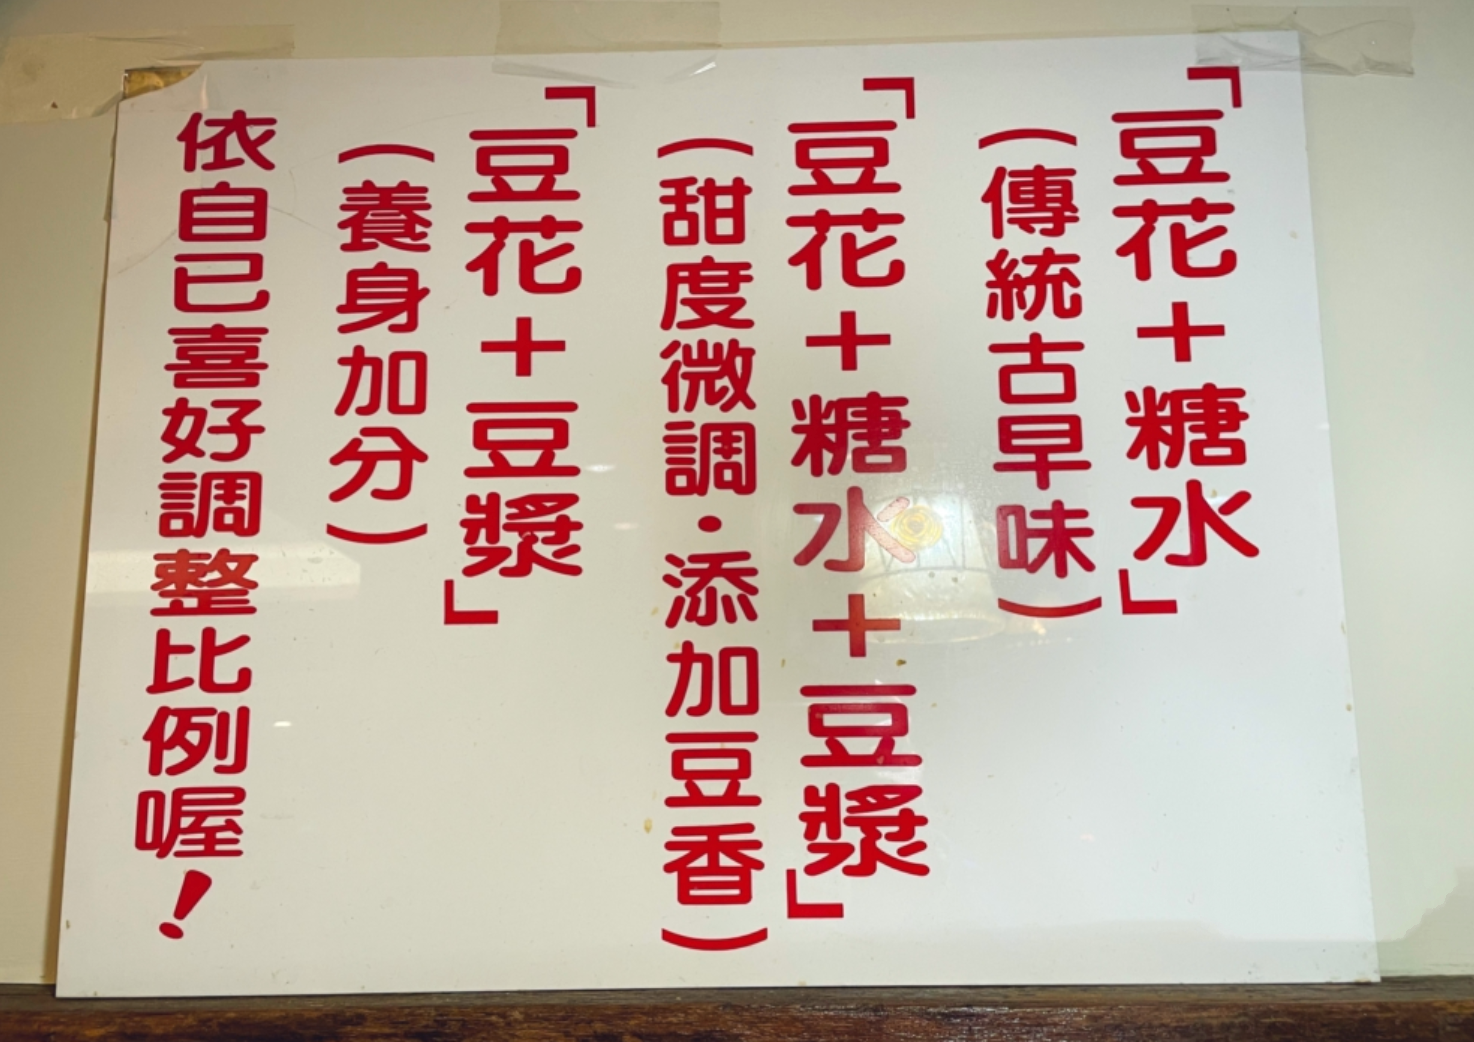 「豆花+糖水」
（傳統古早味）
「豆花+糖水+豆漿」
（甜度微調·添加豆香）
「豆花+豆漿」
（養身加分）
依自已喜好調整比例喔！